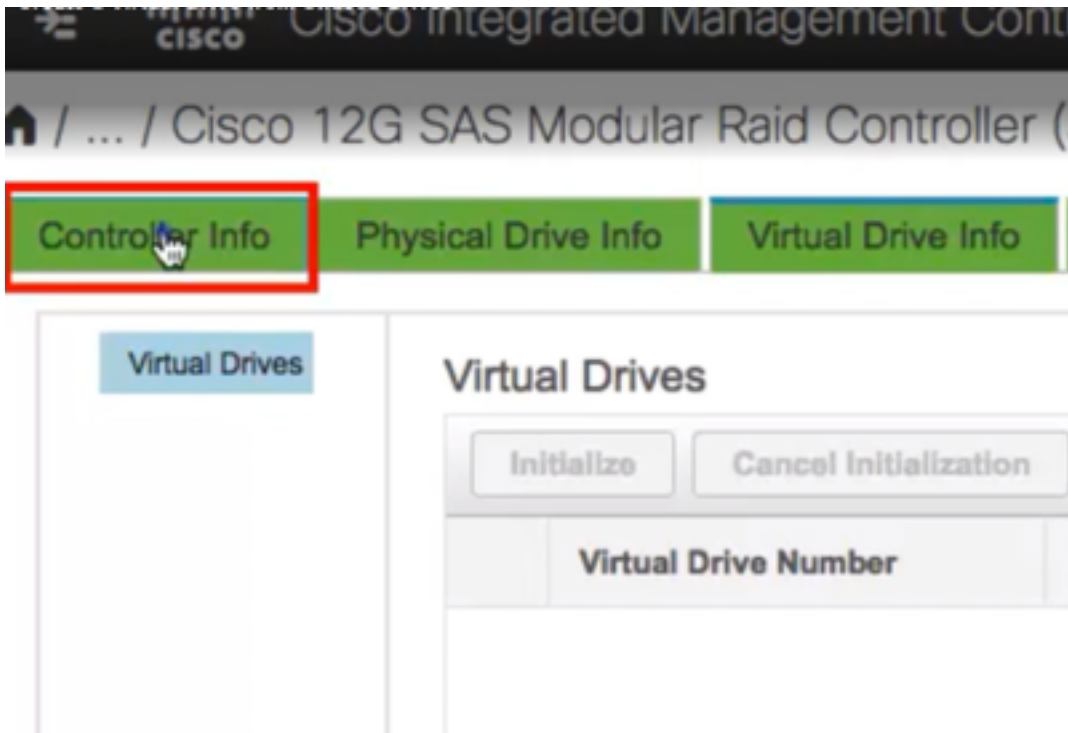 CISCO Cisco Integrated Management
/ ... / Cisco 12G SAS Modular Raid Controller (
Controller Info Physical Drive Info Virtual Drive Info
Virtual Drives
Virtual Drives
Initialize Cancel Initialization
Virtual Drive Number